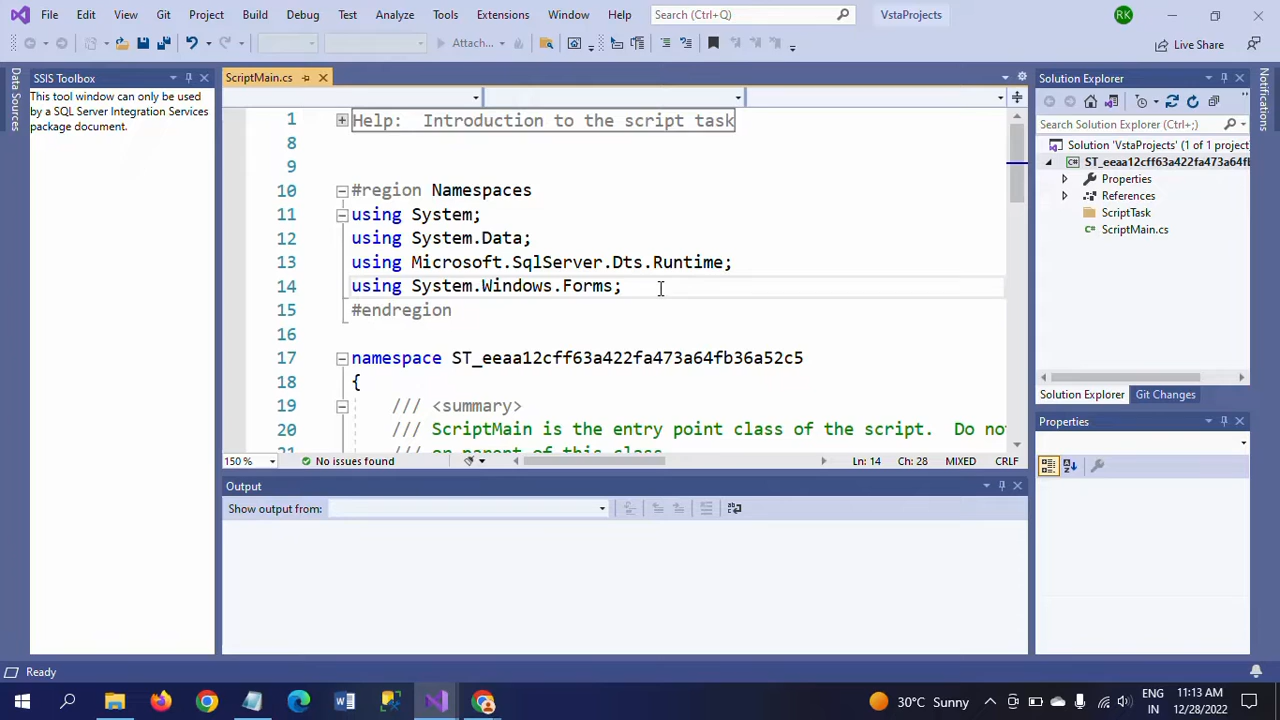 File Edit View Git Project Build Debug Test Analyze Tools Extensions Window Help Search (Ctrl+Q) VstaProjects RK
Attach... Live Share
Data Sources
SSIS Toolbox
This tool window can only be used
by a SQL Server Integration Services
package document.
ScriptMain.cs
1 Help: Introduction to the script task
8
9
10 #region Namespaces
11 using System;
12 using System.Data;
13 using Microsoft.SqlServer.Dts.Runtime;
14 using System.Windows.Forms;
15 #endregion
16
17 namespace ST_eeaa12cff63a422fa473a64fb36a52c5
18 {
19 /// <summary>
20 /// ScriptMain is the entry point class of the script. Do no
/// on parent of this class
150 % No issues found Ln: 14 Ch: 28 MIXED CRLF
Output
Show output from:
Solution Explorer
Search Solution Explorer (Ctrl+;)
Solution 'VstaProjects' (1 of 1 project
ST_eeaa12cff63a422fa473a64fb
Properties
References
ScriptTask
ScriptMain.cs
Solution Explorer Git Changes
Properties
Notifications
Ready
30°C Sunny
ENG
IN
11:13 AM
12/28/2022